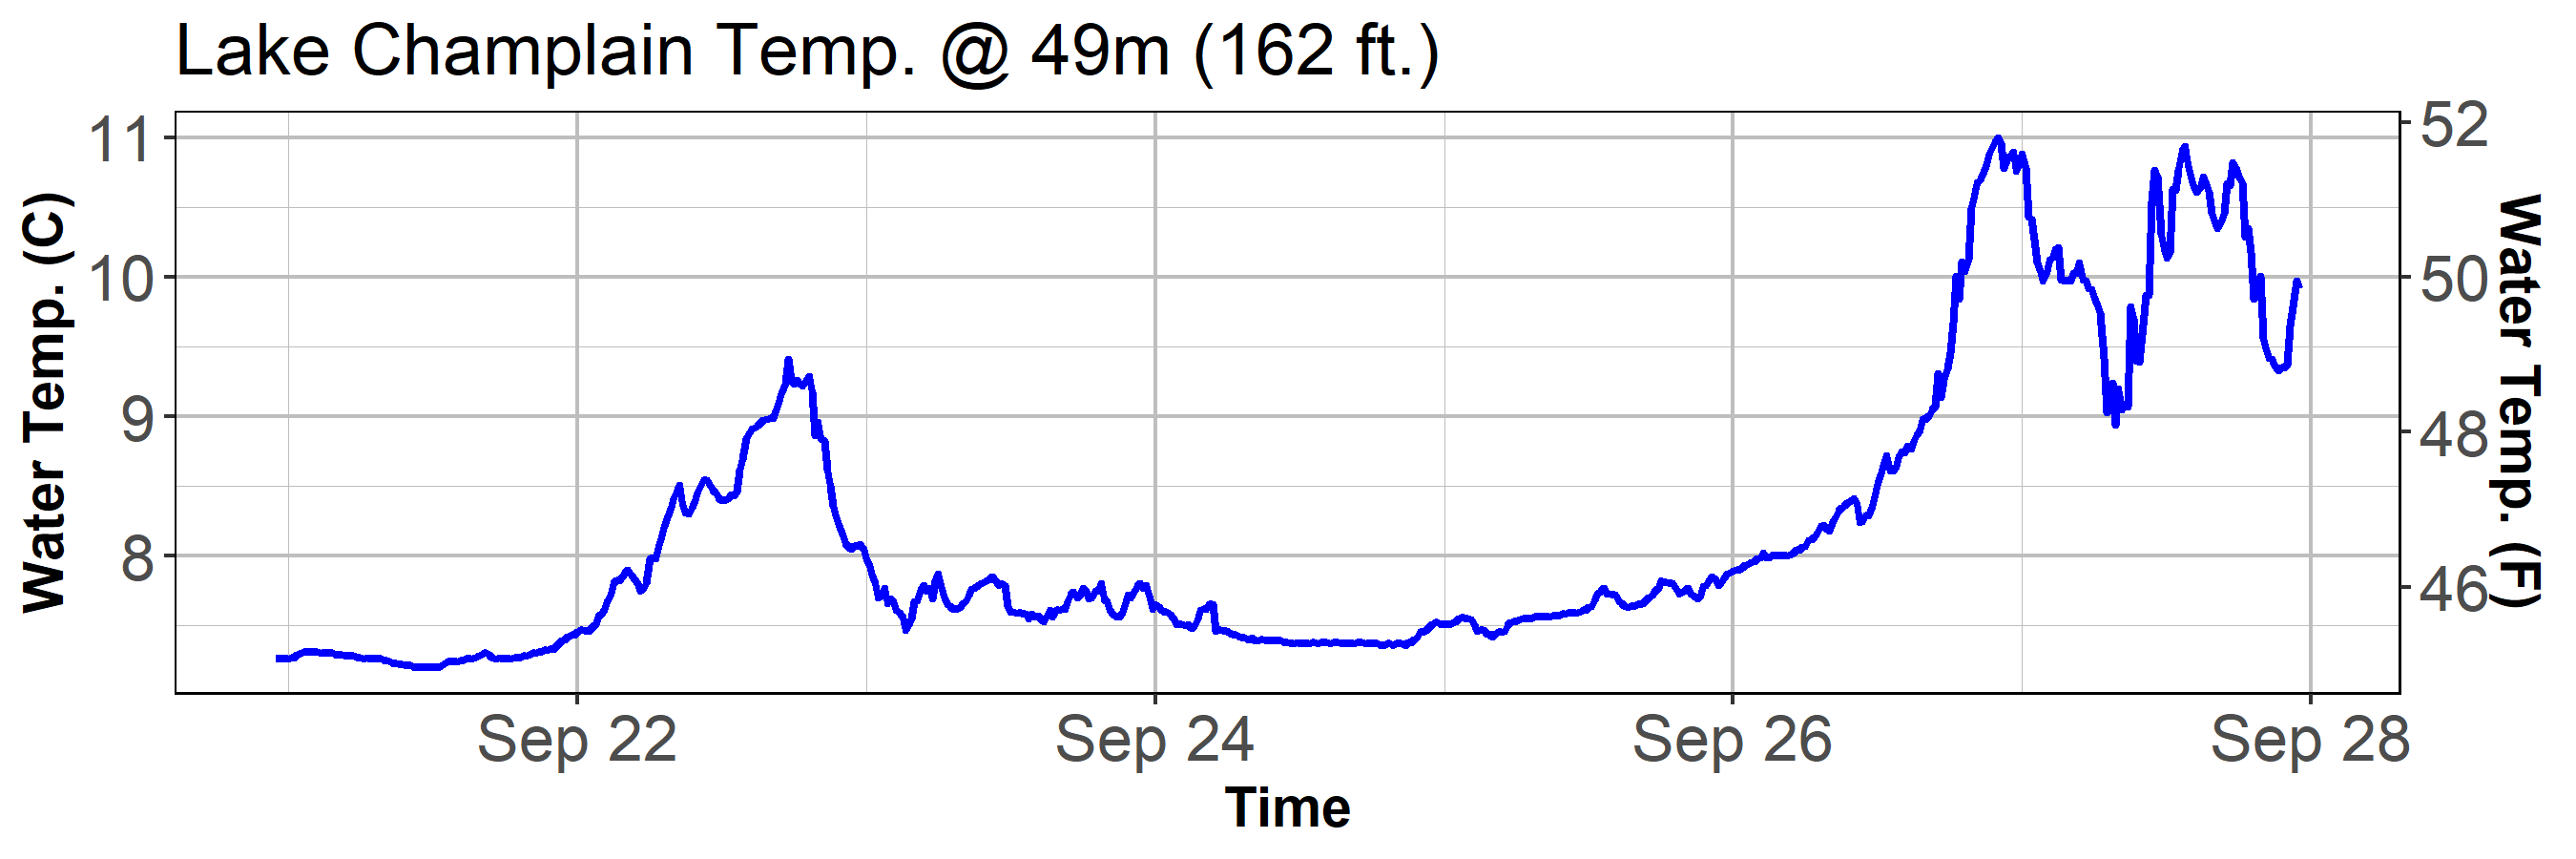 Lake Champlain Temp. @ 49m (162 ft.)
Water Temp. (C)
11
10
9
8
52
50
48
46
Water Temp. (F)
Sep 22
Sep 24
Sep 26
Sep 28
Time